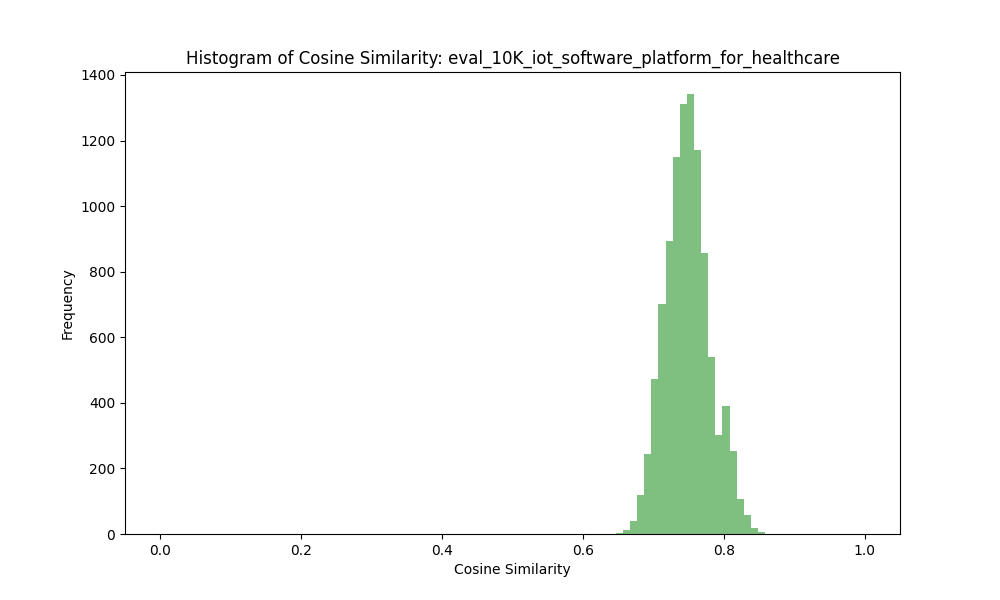 Histogram of Cosine Similarity: eval_10K_iot_software_platform_for_healthcare
1400
1200
1000
800
600
400
200
0
Frequency
0.0 0.2 0.4 0.6 0.8 1.0
Cosine Similarity